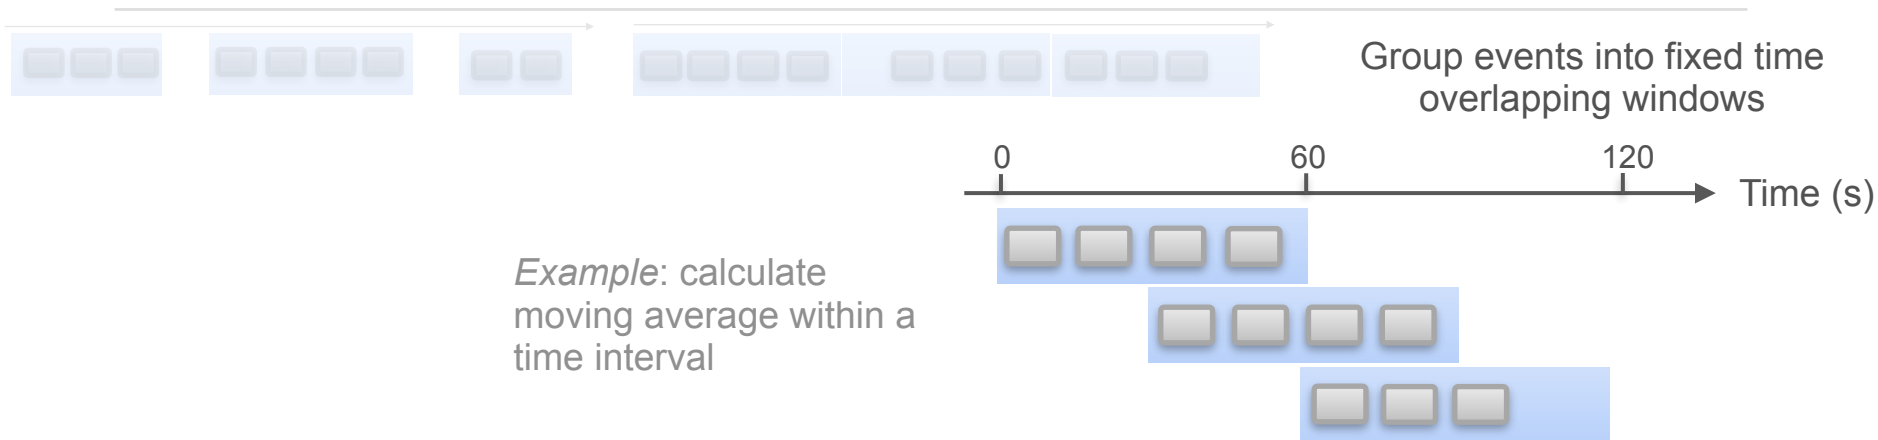 Group events into fixed time
overlapping windows
0 60 120
Time (s)
Example: calculate
moving average within a
time interval